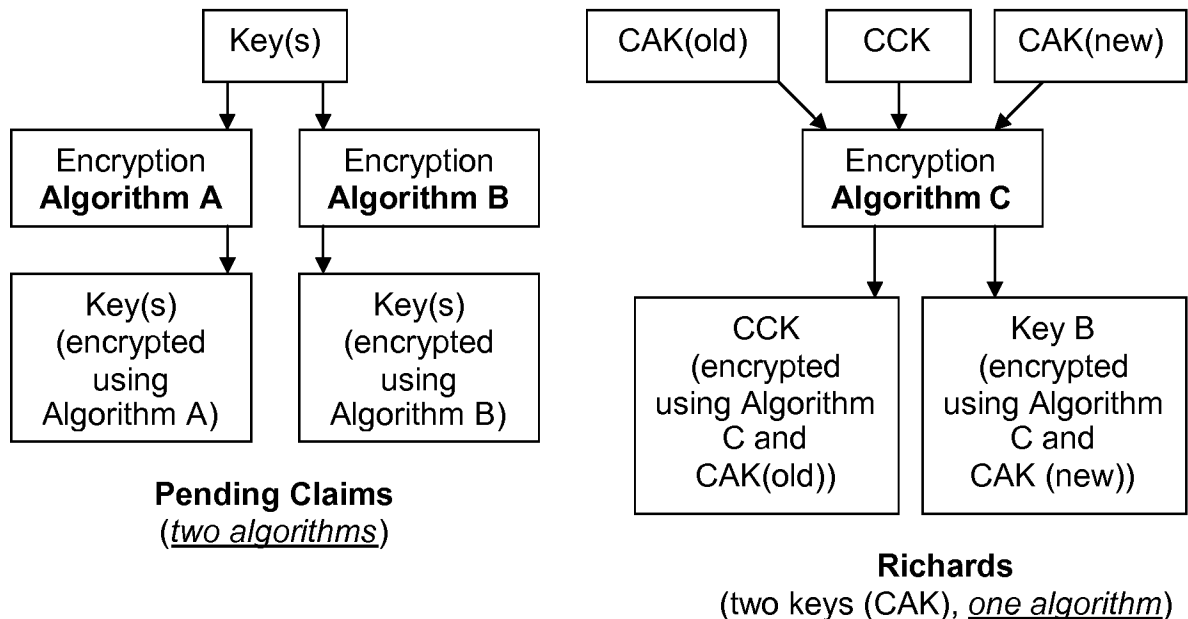 Key(s)
Encryption
Algorithm A
Encryption
Algorithm B
Key(s)
(encrypted
using
Algorithm A)
Key(s)
(encrypted
using
Algorithm B)
Pending Claims
(two algorithms)
CAK(old)
CCK
CAK(new)
Encryption
Algorithm C
CCK
(encrypted
using Algorithm
C and
CAK(old))
Key B
(encrypted
using Algorithm
C and
CAK (new))
Richards
(two keys (CAK), one algorithm)